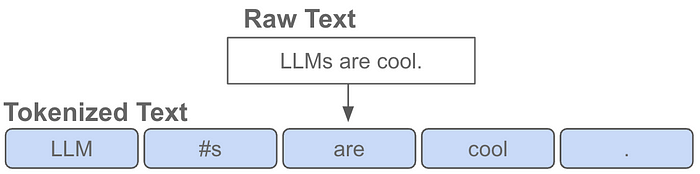 Raw Text
LLMs are cool.
Tokenized Text
LLM #s are cool .